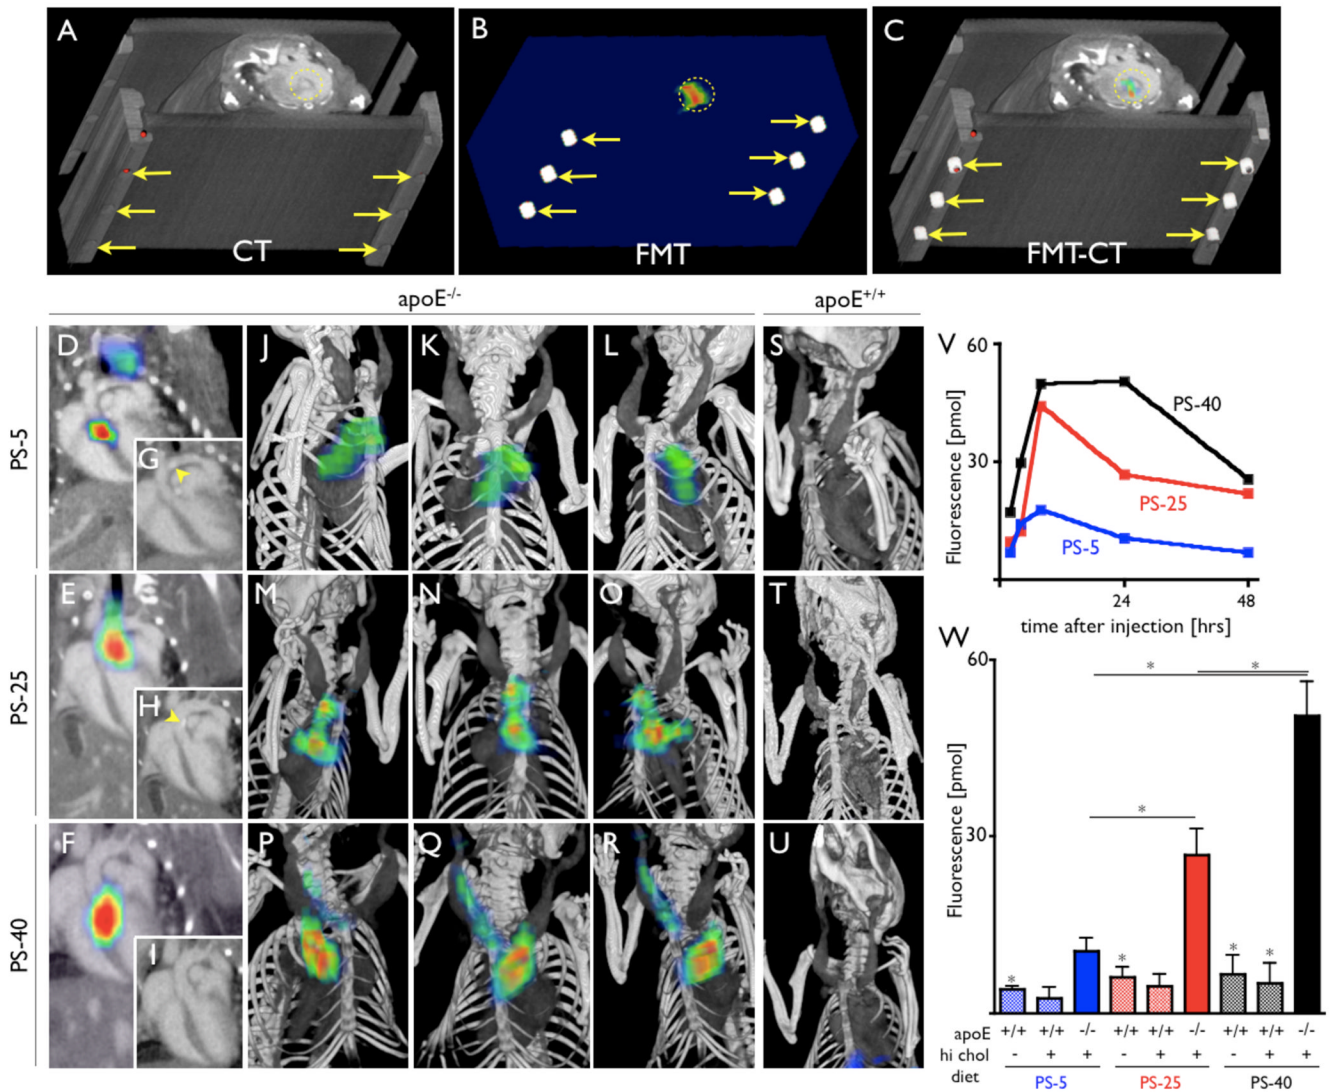 A
CT
B
FMT
C
FMT-CT
apoE-/-
apoE+/+
PS-5
D
G
J
K
L
S
PS-25
E
H
M
N
O
T
PS-40
F
I
P
Q
R
U
V
60
30
Fluorescence [pmol]
PS-40
PS-25
PS-5
24 48
time after injection [hrs]
W
60
30
Fluorescence [pmol]
* *
*
* * * *
apoE +/+ +/+ -/- +/+ +/+ -/- +/+ +/+ -/-
hi chol - + + - + + - + +
diet PS-5 PS-25 PS-40